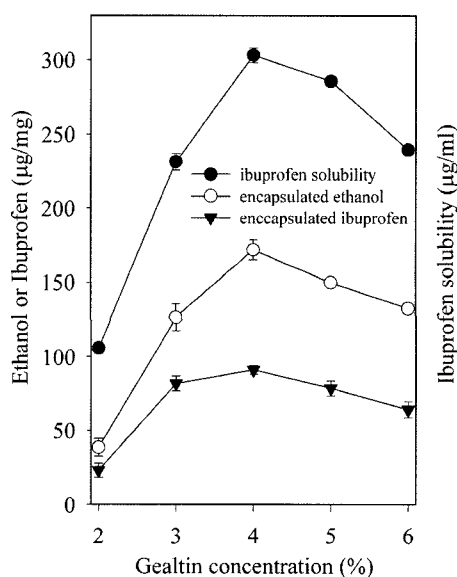 Ethanol or Ibuprofen (µg/mg)
300
250
200
150
100
50
0
ibuprofen solubility
encapsulated ethanol
enccapsulated ibuprofen
Ibuprofen solubility (µg/ml)
2 3 4 5 6
Gealtin concentration (%)